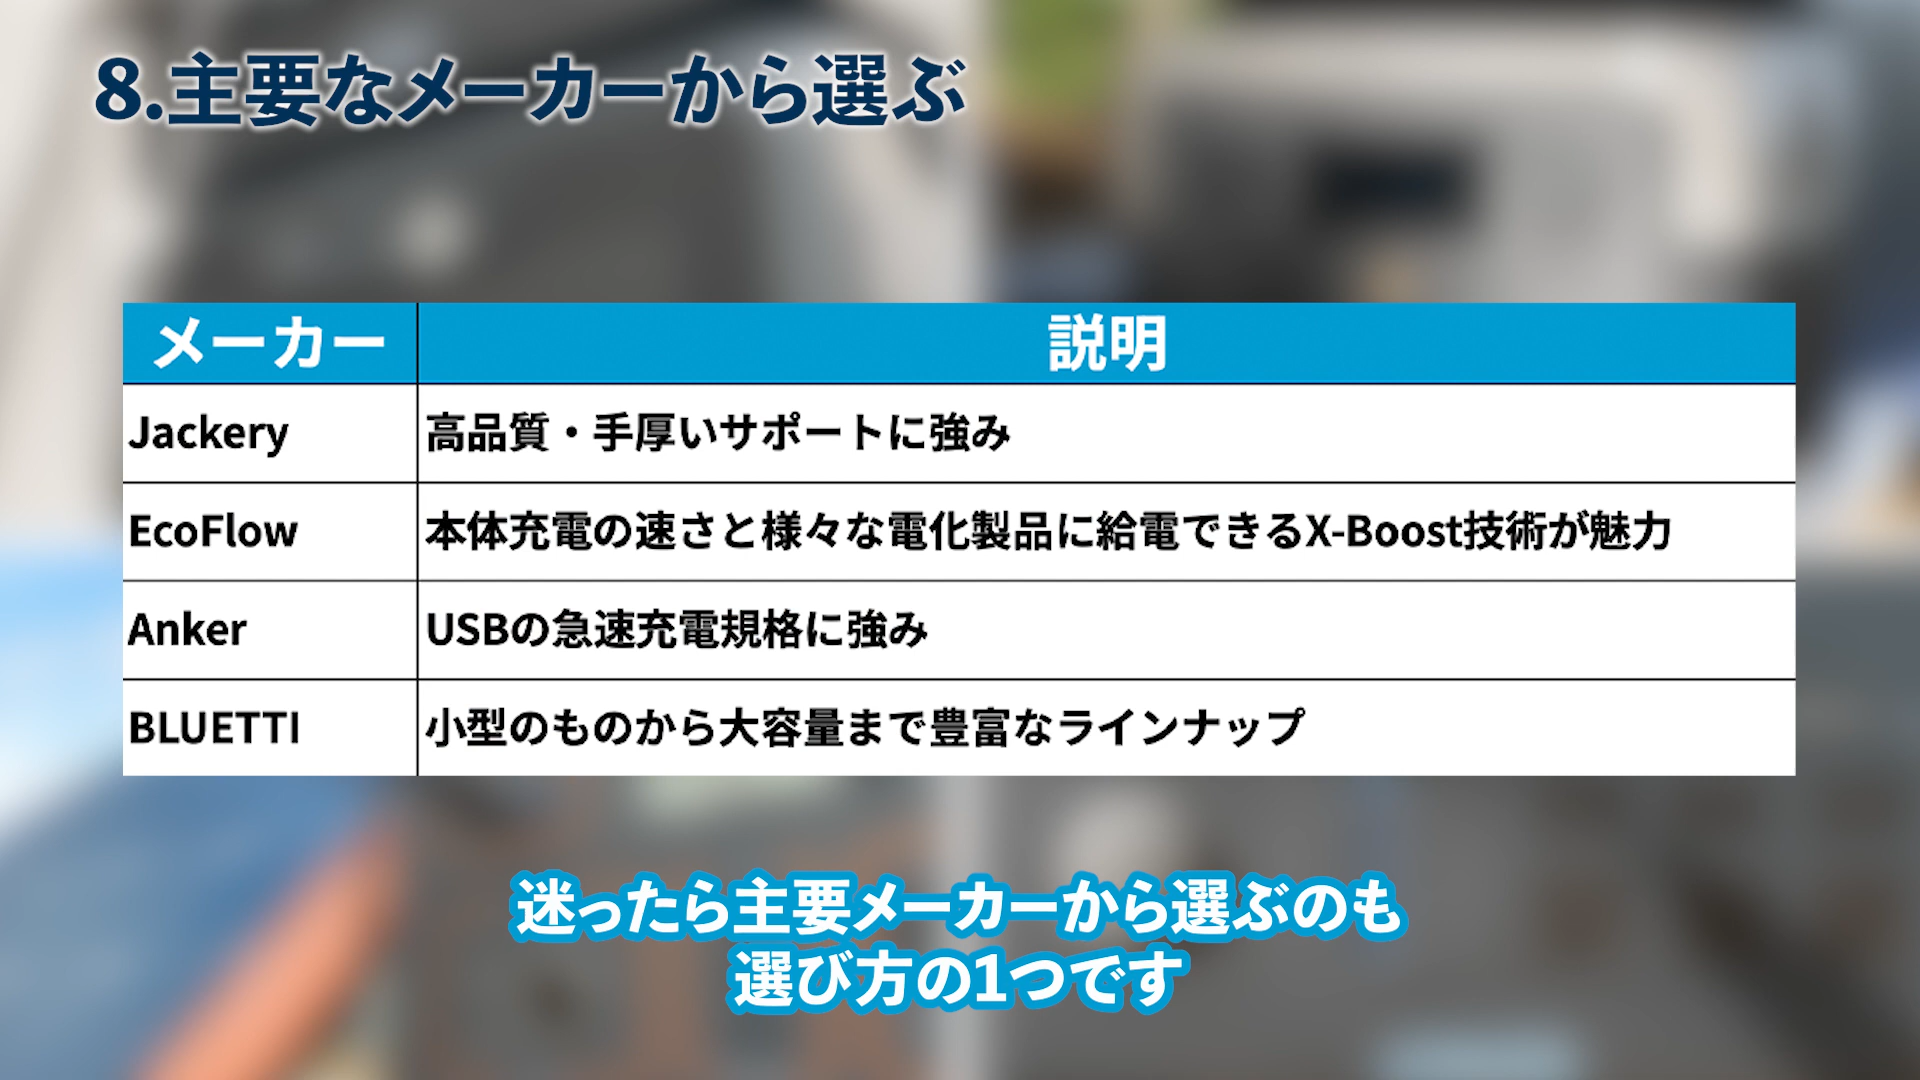 8.主要なメーカーから選ぶ
メーカー 説明
Jackery 高品質・手厚いサポートに強み
EcoFlow 本体充電の速さと様々な電化製品に給電できるX-Boost技術が魅力
Anker USBの急速充電規格に強み
BLUETTI 小型のものから大容量まで豊富なラインナップ
迷ったら主要メーカーから選ぶのも
選び方の1つです